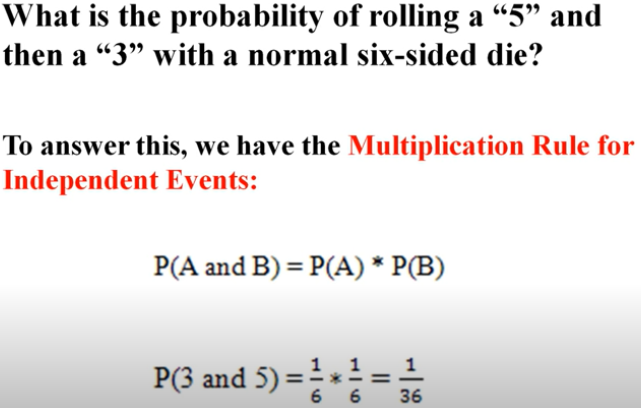 What is the probability of rolling a “5” and
then a “3” with a normal six-sided die?
To answer this, we have the Multiplication Rule for
Independent Events:
P(A and B) = P(A) * P(B)
P(3 and 5) = 1/6 * 1/6 = 1/36